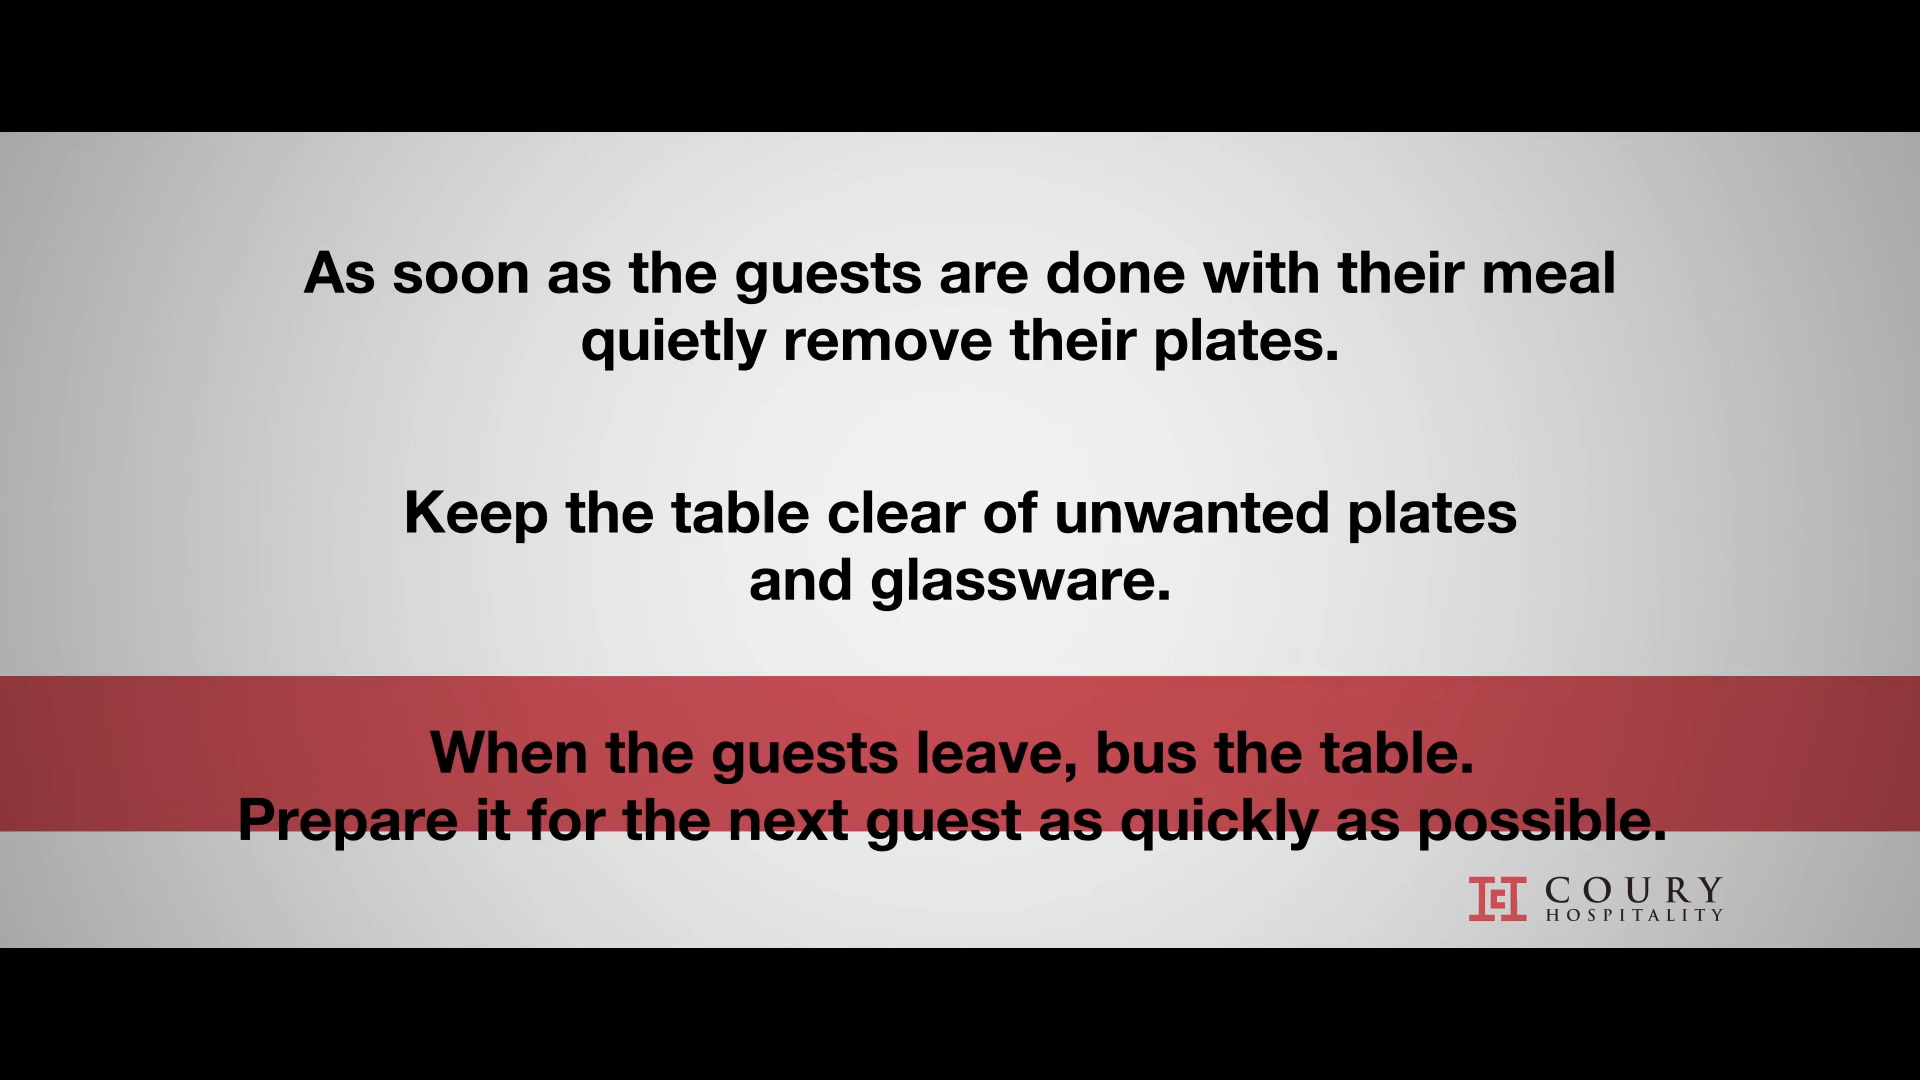 As soon as the guests are done with their meal
quietly remove their plates.
Keep the table clear of unwanted plates
and glassware.
When the guests leave, bus the table.
Prepare it for the next guest as quickly as possible.
COURY
HOSPITALITY